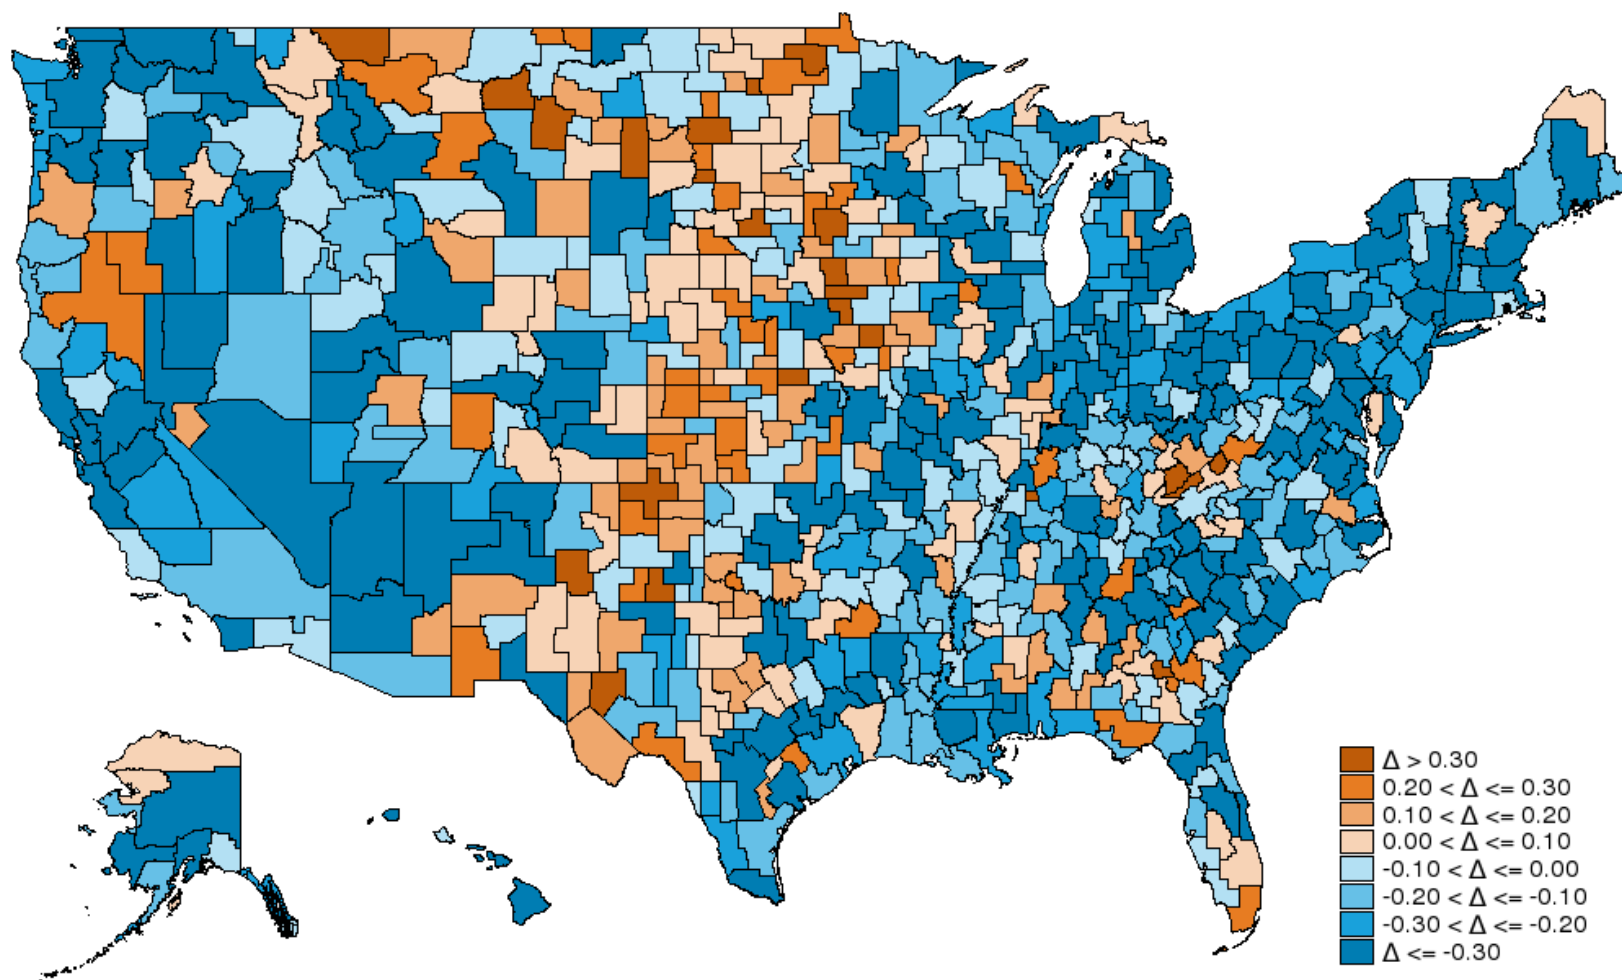 Δ > 0.30
0.20 < Δ <= 0.30
0.10 < Δ <= 0.20
0.00 < Δ <= 0.10
-0.10 < Δ <= 0.00
-0.20 < Δ <= -0.10
-0.30 < Δ <= -0.20
Δ <= -0.30